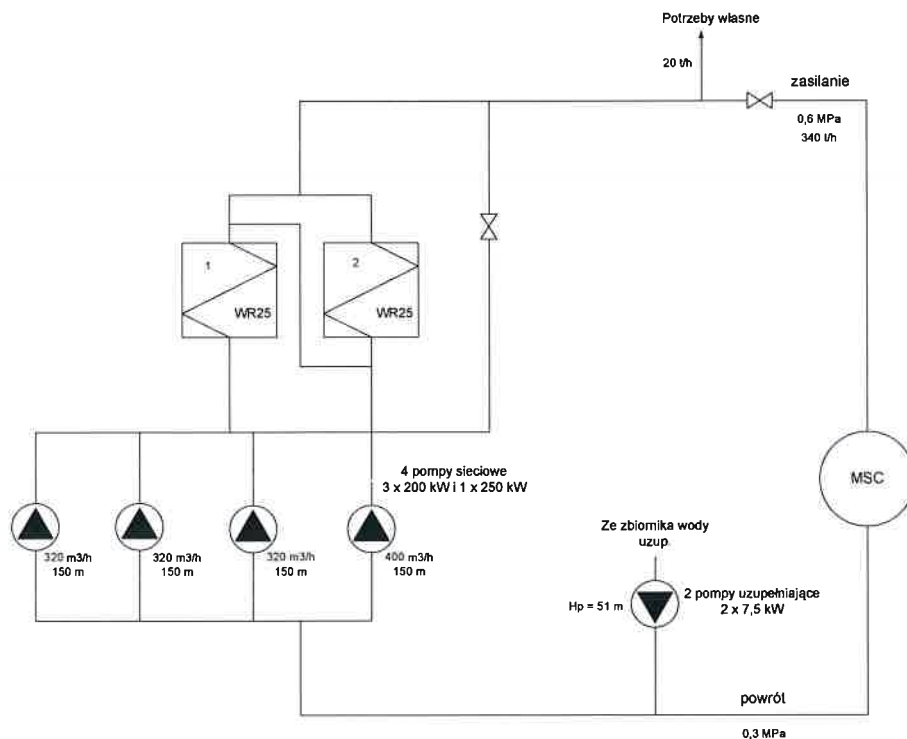 Potrzeby własne
20 t/h
zasilanie
0,6 MPa
340 t/h
1
WR25
2
WR25
4 pompy sieciowe
3 x 200 kW i 1 x 250 kW
320 m3/h
150 m
320 m3/h
150 m
320 m3/h
150 m
400 m3/h
150 m
MSC
Ze zbiornika wody
uzup.
Hp = 51 m
2 pompy uzupełniające
2 x 7,5 kW
powrót
0,3 MPa